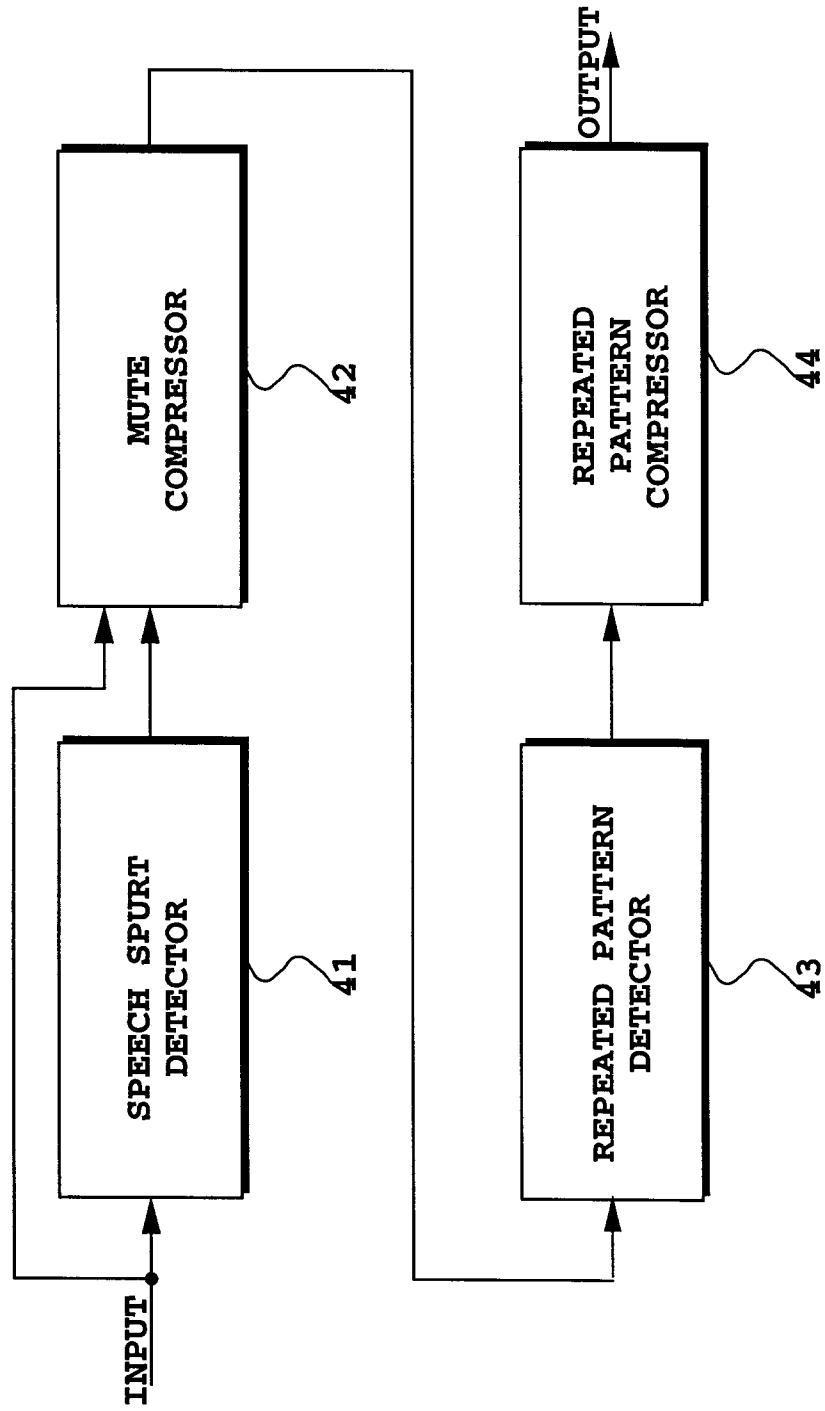 INPUT
SPEECH SPURT
DETECTOR
41
MUTE
COMPRESSOR
42
REPEATED PATTERN
DETECTOR
43
REPEATED
PATTERN
COMPRESSOR
44
OUTPUT